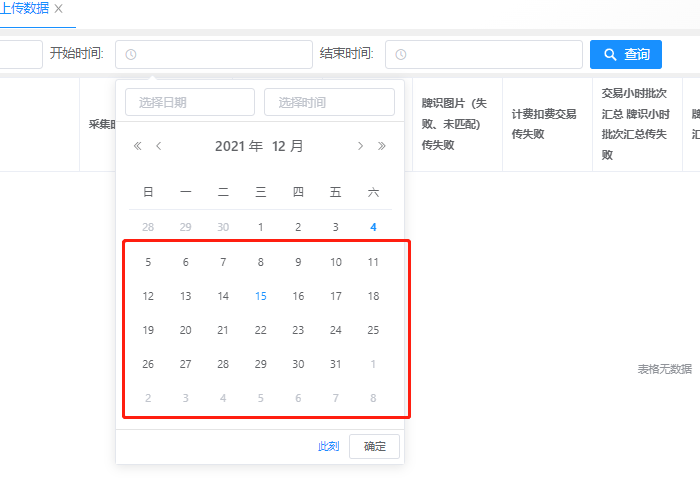 上传数据
开始时间: 结束时间: 查询
选择日期 选择时间
2021 年 12 月
日 一 二 三 四 五 六
28 29 30 1 2 3 4
5 6 7 8 9 10 11
12 13 14 15 16 17 18
19 20 21 22 23 24 25
26 27 28 29 30 31 1
2 3 4 5 6 7 8
此刻 确定
采集
牌识图片（失
败、未匹配）
传失败
计费扣费交易
传失败
交易小时批次
汇总 牌识小时
批次汇总传失
败
表格无数据